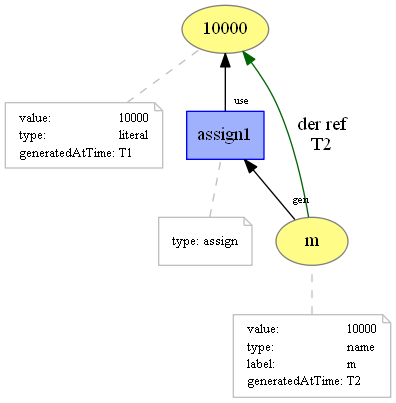 10000
use
value: 10000
type: literal
generatedAtTime: T1
assign1
der ref
T2
gen
type: assign
m
value: 10000
type: name
label: m
generatedAtTime: T2